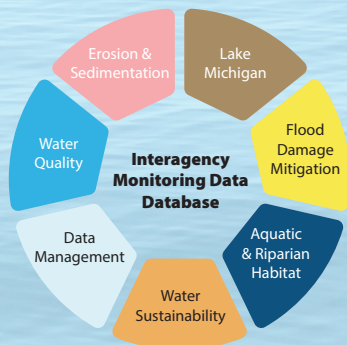 Erosion &
Sedimentation
Lake
Michigan
Water
Quality
Flood
Damage
Mitigation
Interagency
Monitoring Data
Database
Data
Management
Aquatic
& Riparian
Habitat
Water
Sustainability